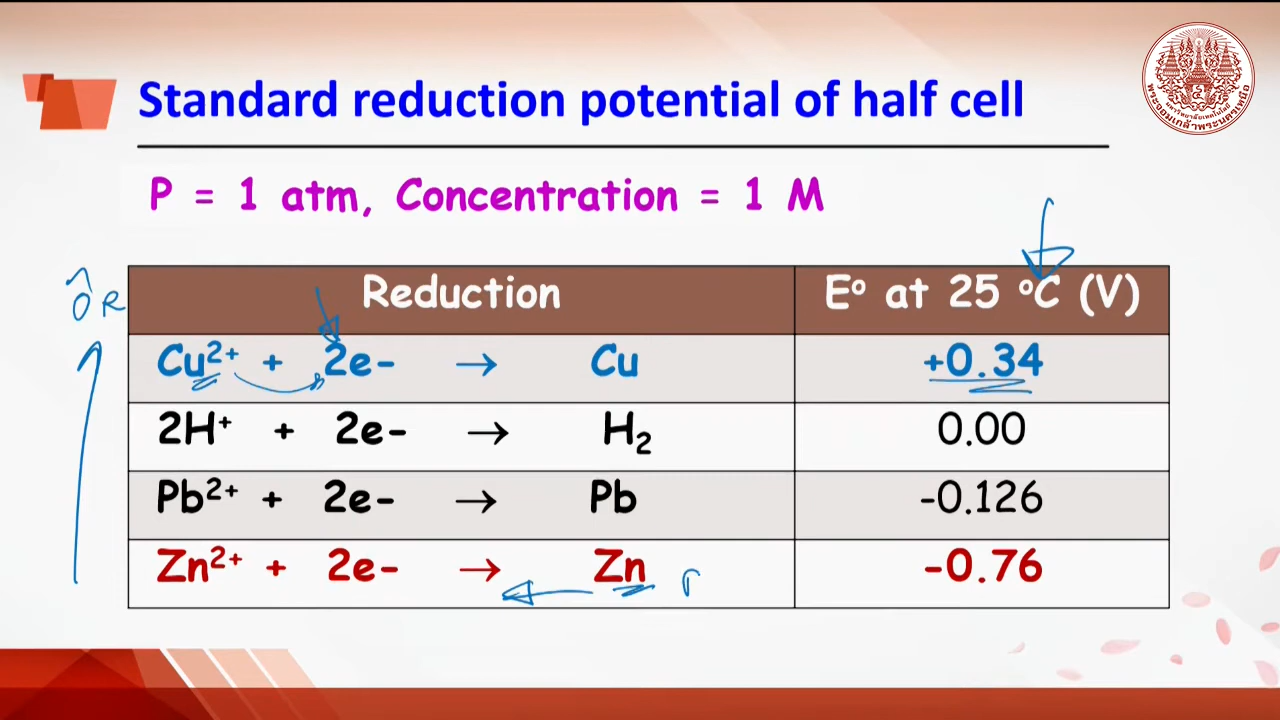 Standard reduction potential of half cell
P = 1 atm, Concentration = 1 M
Reduction E° at 25 °C (V)
O R
Cu²⁺ + 2e- → Cu +0.34
2H⁺ + 2e- → H₂ 0.00
Pb²⁺ + 2e- → Pb -0.126
Zn²⁺ + 2e- → Zn -0.76